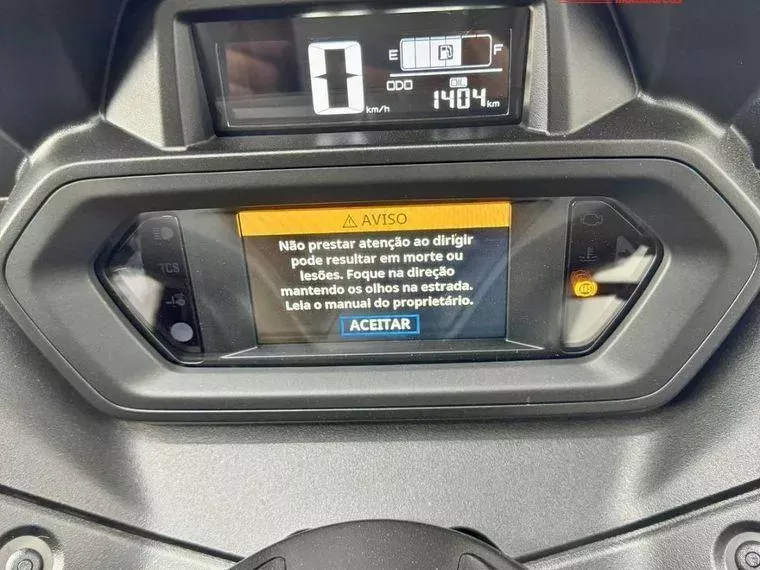 0
km/h
E
F
ODO
OIL
1404 km
AVISO
Não prestar atenção ao dirigir
pode resultar em morte ou
lesões. Foque na direção
mantendo os olhos na estrada.
Leia o manual do proprietário.
ACEITAR
TCS
ABS